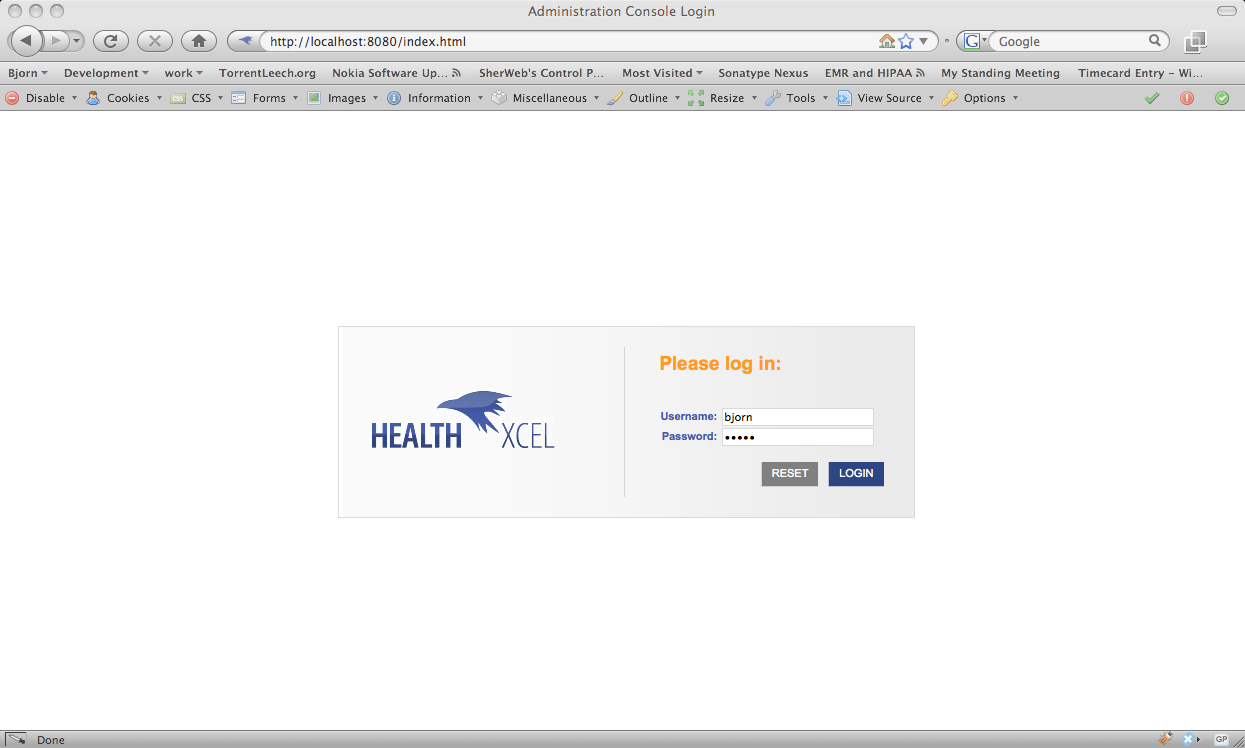 Administration Console Login
http://localhost:8080/index.html
G Google
Bjorn Development work TorrentLeech.org Nokia Software Up... SherWeb's Control P... Most Visited Sonatype Nexus EMR and HIPAA My Standing Meeting Timecard Entry – Wi...
Disable Cookies CSS CSS Forms Images Information Miscellaneous Outline Resize Tools View Source Options
HEALTH XCEL
Please log in:
Username: bjorn
Password: •••••
RESET LOGIN
Done
GP